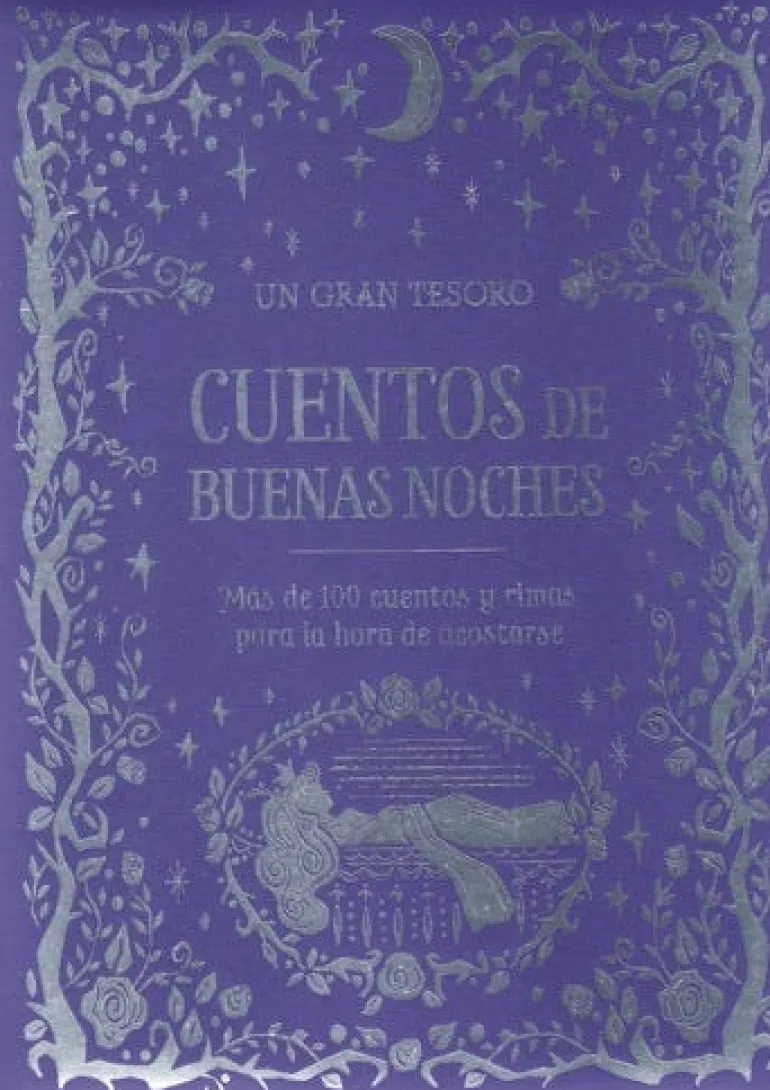 UN GRAN TESORO
CUENTOS DE
BUENAS NOCHES
Más de 100 cuentos y rimas
para la hora de acostarse